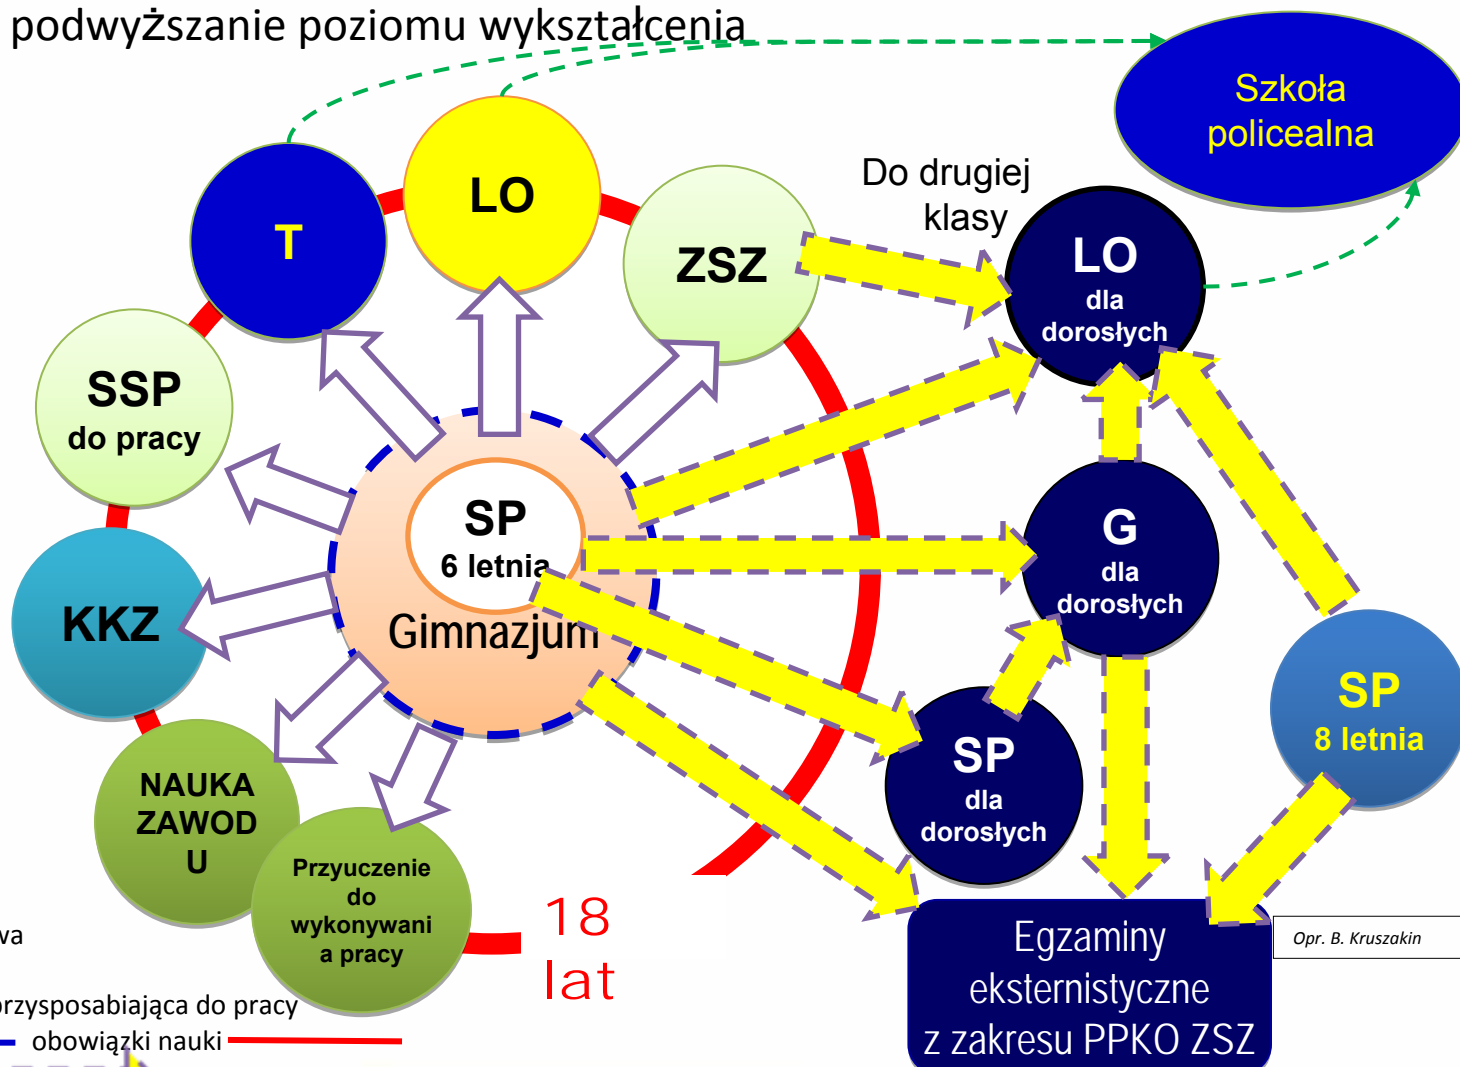 podwyższanie poziomu wykształcenia
Szkoła
policealna
Do drugiej
klasy
T
LO
ZSZ
LO
dla
dorosłych
SSP
do pracy
SP
6 letnia
Gimnazjum
G
dla
dorosłych
KKZ
SP
8 letnia
SP
dla
dorosłych
NAUKA
ZAWOD
U
Przyuczenie
do
wykonywani
a pracy
18
lat
Egzaminy
eksternistyczne
z zakresu PPKO ZSZ
Opr. B. Kruszakin
przysposabiająca do pracy
obowiązki nauki